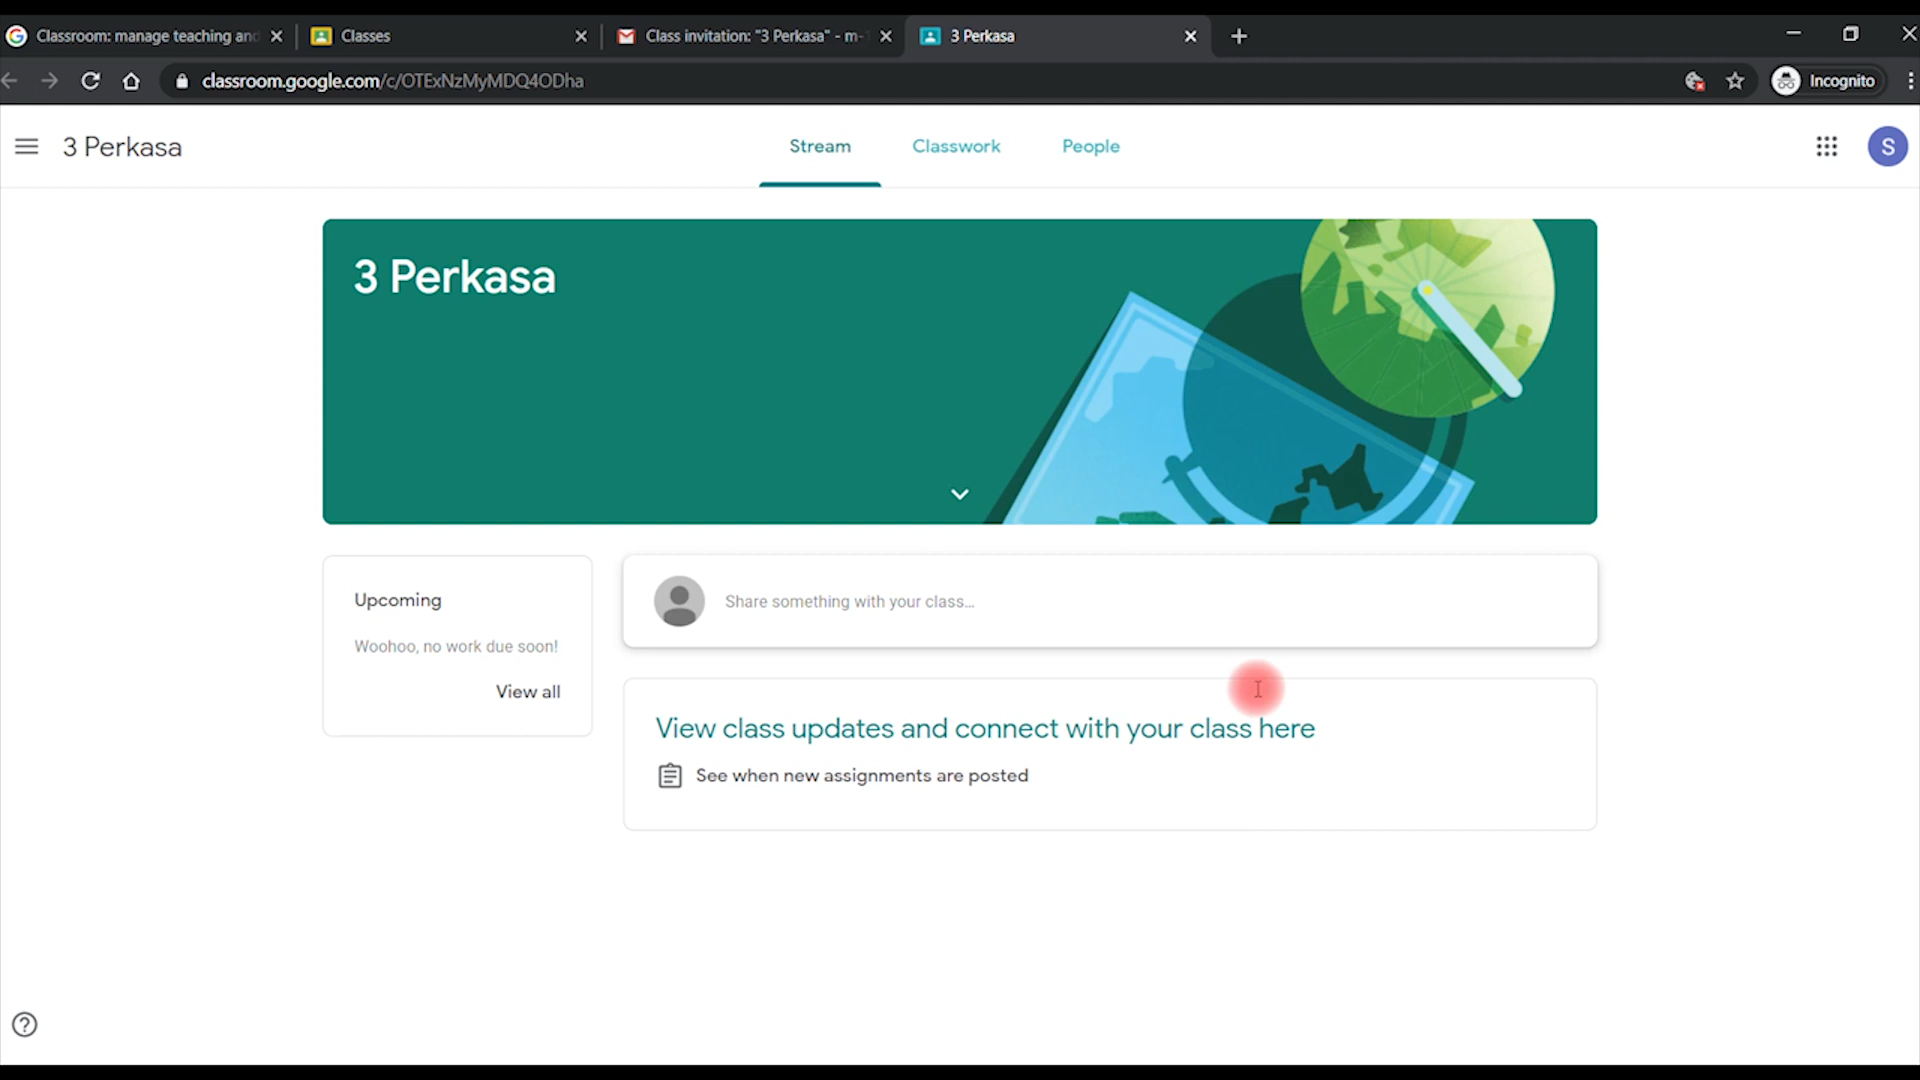 Classroom: manage teaching and
Classes
Class invitation: "3 Perkasa" - m-
3 Perkasa
classroom.google.com/c/OTExNzMyMDQ4ODha
Incognito
3 Perkasa
Stream
Classwork
People
S
3 Perkasa
Upcoming
Woohoo, no work due soon!
View all
Share something with your class...
View class updates and connect with your class here
See when new assignments are posted